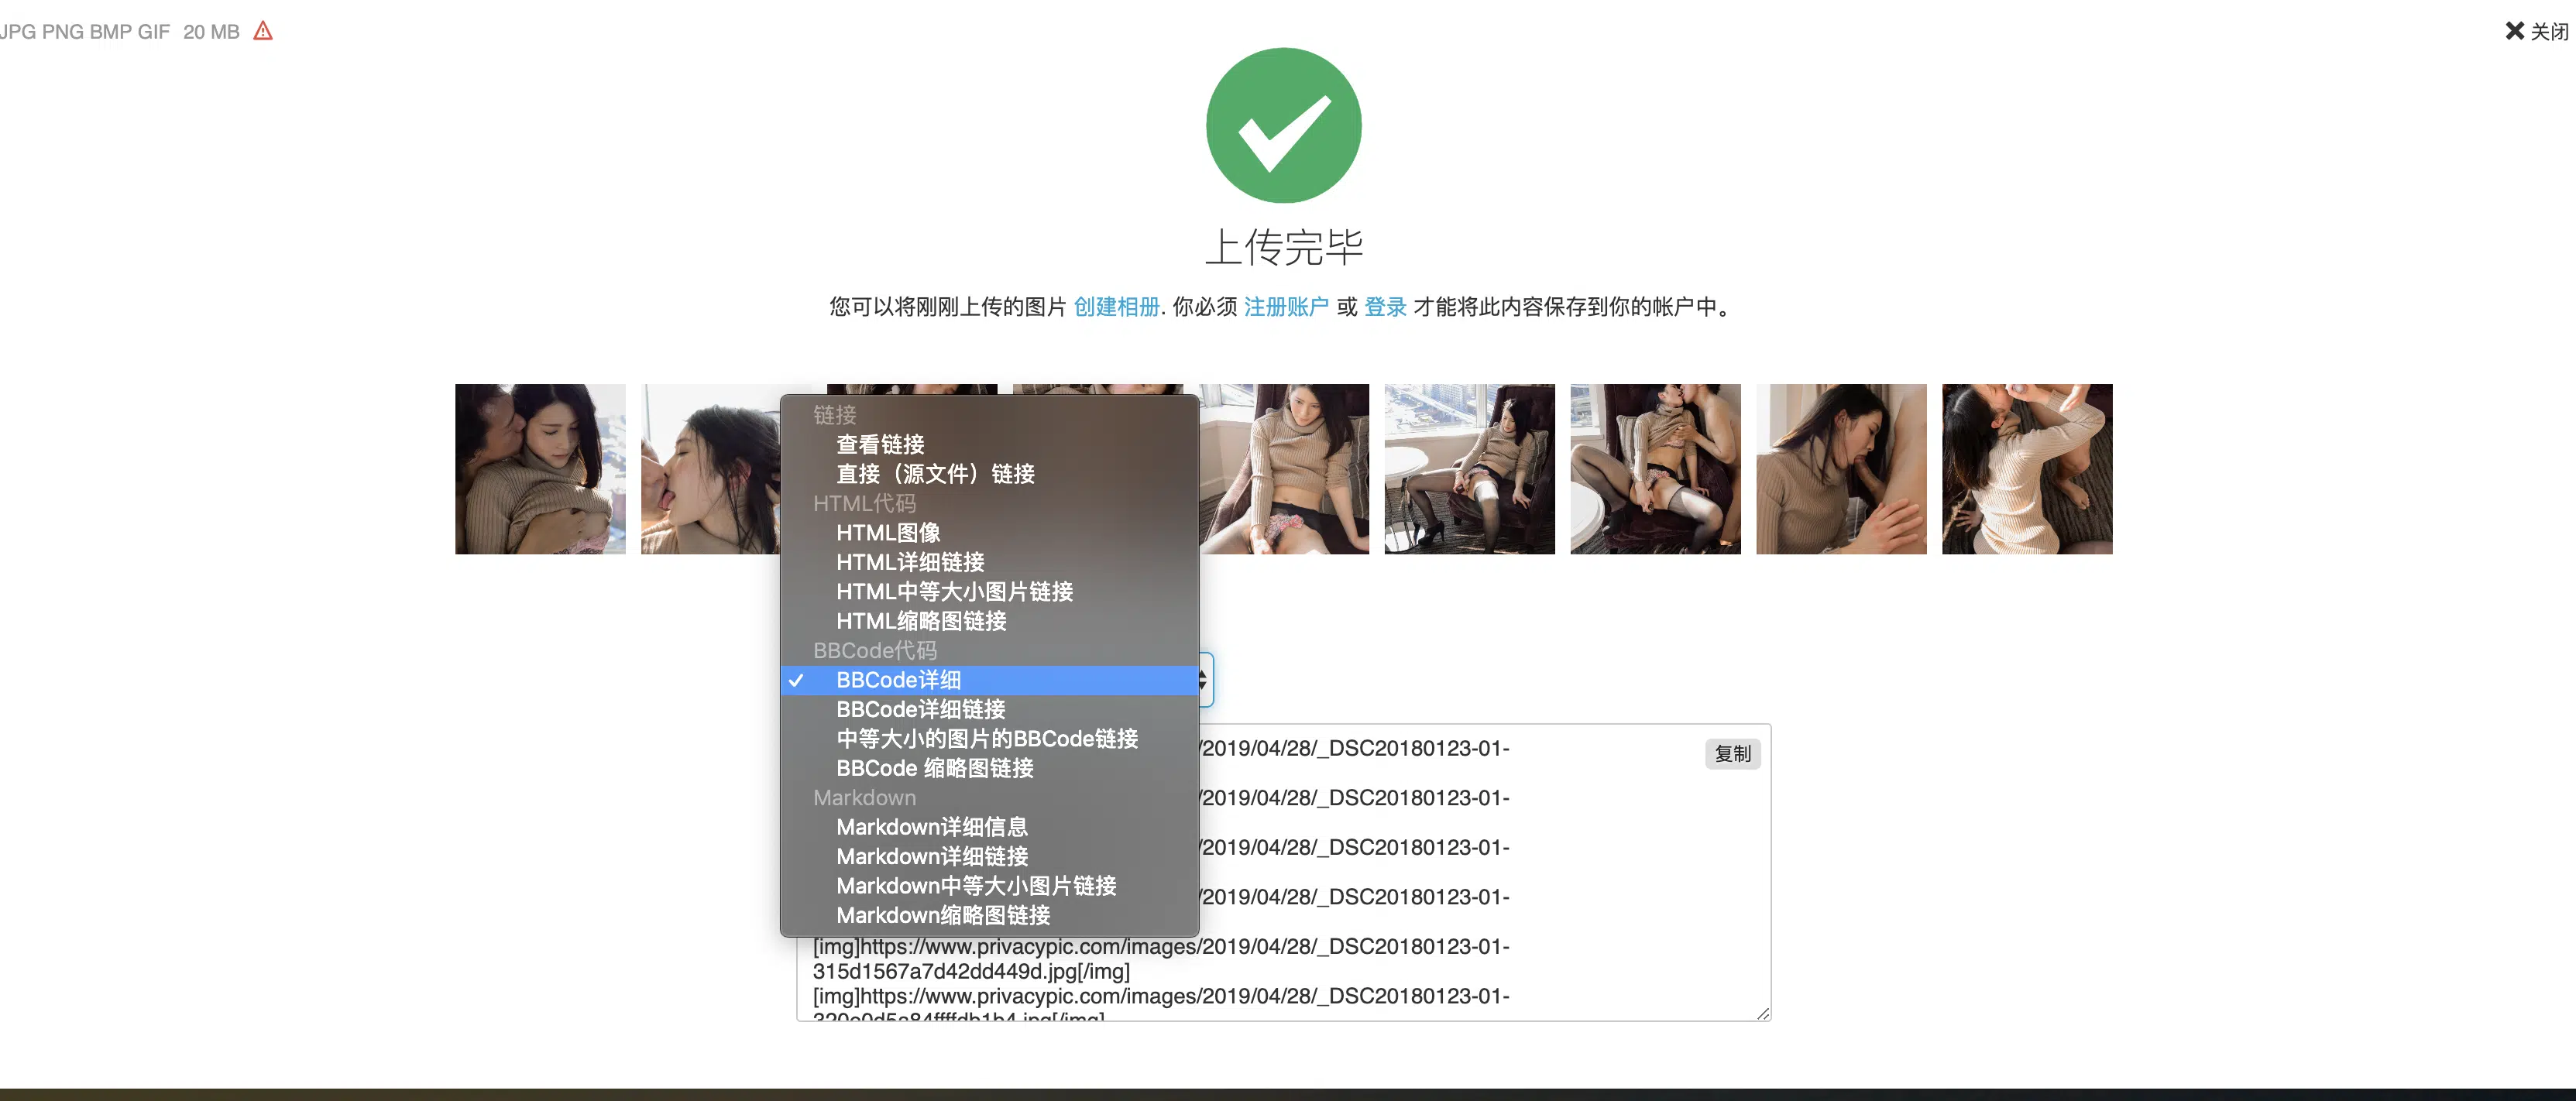 JPG PNG BMP GIF 20 MB
关闭
上传完毕
您可以将刚刚上传的图片 创建相册. 你必须 注册账户 或 登录 才能将此内容保存到你的帐户中。
链接
查看链接
直接（源文件）链接
HTML代码
HTML图像
HTML详细链接
HTML中等大小图片链接
HTML缩略图链接
BBCode代码
BBCode详细
BBCode详细链接
中等大小的图片的BBCode链接
BBCode 缩略图链接
Markdown
Markdown详细信息
Markdown详细链接
Markdown中等大小图片链接
Markdown缩略图链接
复制
/2019/04/28/_DSC20180123-01-
/2019/04/28/_DSC20180123-01-
/2019/04/28/_DSC20180123-01-
/2019/04/28/_DSC20180123-01-
[img]https://www.privacypic.com/images/2019/04/28/_DSC20180123-01-
315d1567a7d42dd449d.jpg[/img]
[img]https://www.privacypic.com/images/2019/04/28/_DSC20180123-01-